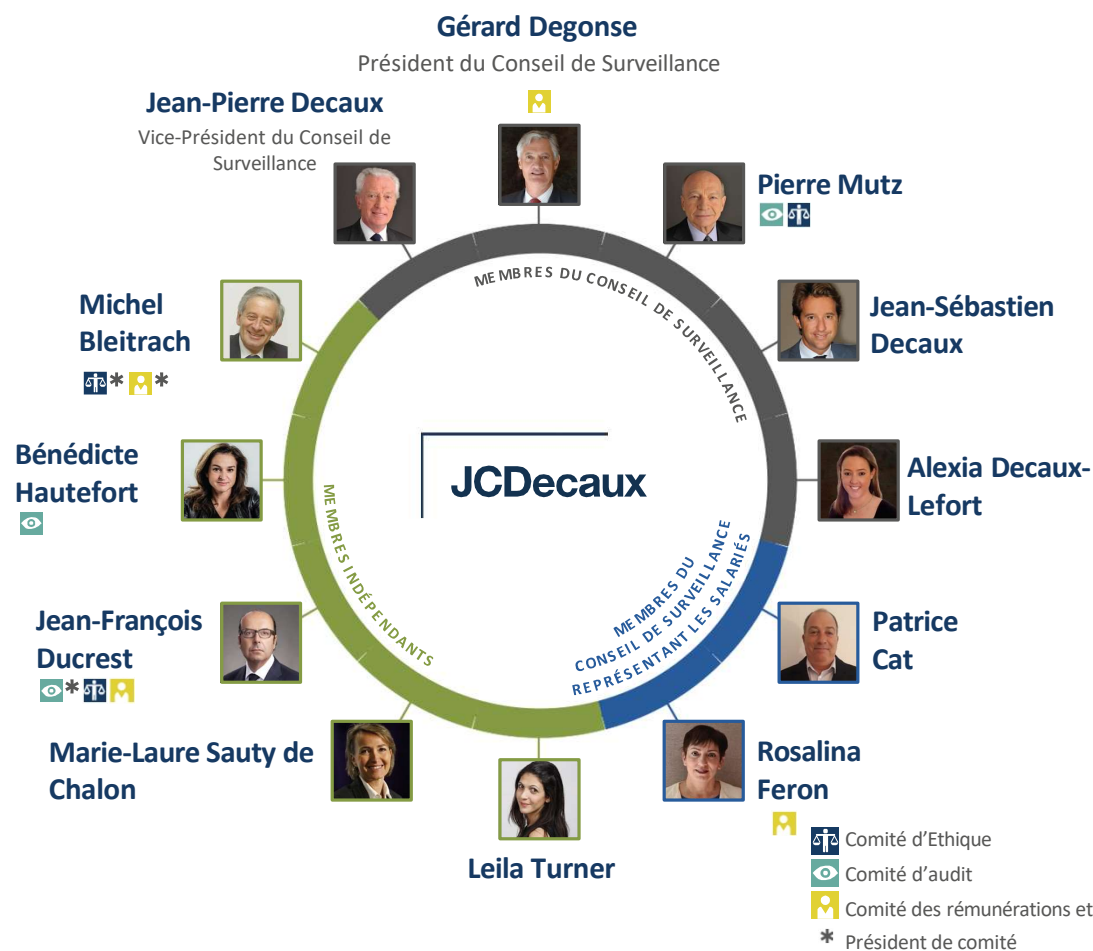 Gérard Degonse
Président du Conseil de Surveillance
Jean-Pierre Decaux
Vice-Président du Conseil de
Surveillance
Pierre Mutz
MEMBRES DU CONSEIL DE SURVEILLANCE
Michel
Bleitrach
* *
Jean-Sébastien
Decaux
JCDecaux
Bénédicte
Hautefort
Alexia Decaux-
Lefort
MEMBRES INDÉPENDANTS
MEMBRES DU
CONSEIL DE SURVEILLANCE
REPRÉSENTANT LES SALARIÉS
Jean-François
Ducrest
*
Patrice
Cat
Marie-Laure Sauty de
Chalon
Rosalina
Feron
Leila Turner
Comité d'Ethique
Comité d'audit
Comité des rémunérations et
* Président de comité